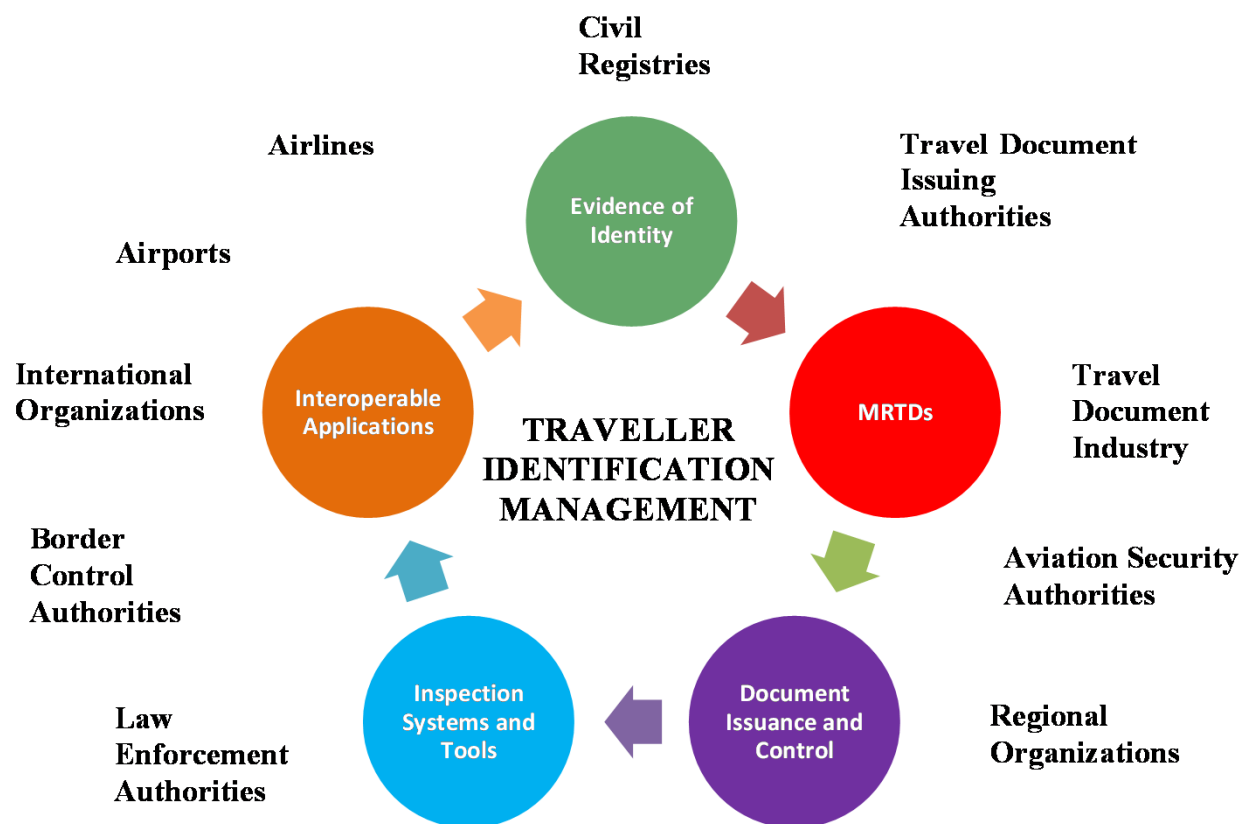 Civil
Registries
Airlines
Travel Document
Issuing
Authorities
Evidence of
Identity
Airports
International
Organizations
Interoperable
Applications
TRAVELLER
IDENTIFICATION
MANAGEMENT
MRTDs
Travel
Document
Industry
Border
Control
Authorities
Aviation Security
Authorities
Law
Enforcement
Authorities
Inspection
Systems and
Tools
Document
Issuance and
Control
Regional
Organizations